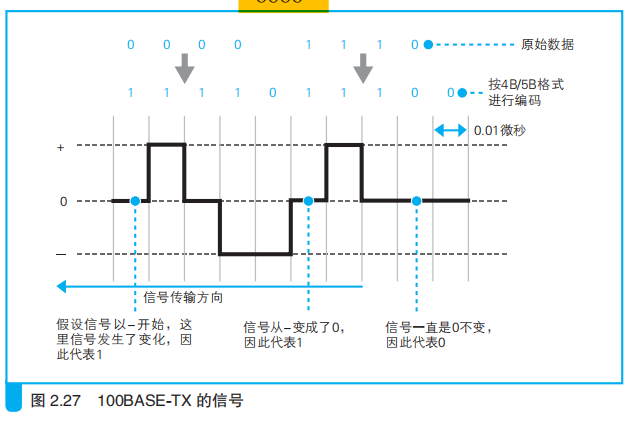 0 0 0 0 1 1 1 0 原始数据
1 1 1 1 0 1 1 1 0 0 按4B/5B格式
进行编码
0.01微秒
+
0
—
信号传输方向
假设信号以–开始，这
里信号发生了变化，因
此代表1
信号从–变成了0，
因此代表1
信号一直是0不变，
因此代表0
图 2.27 100BASE-TX 的信号